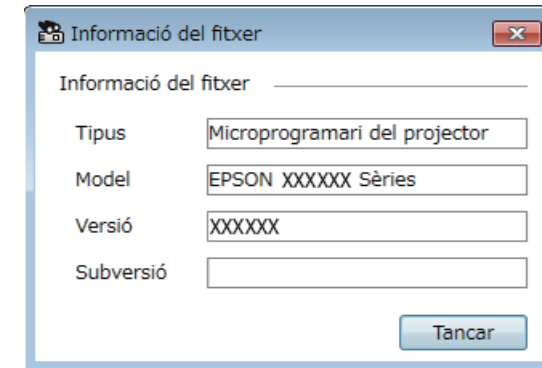 Informació del fitxer
Informació del fitxer
Tipus Microprogramari del projector
Model EPSON XXXXXX Sèries
Versió XXXXXX
Subversió
Tancar